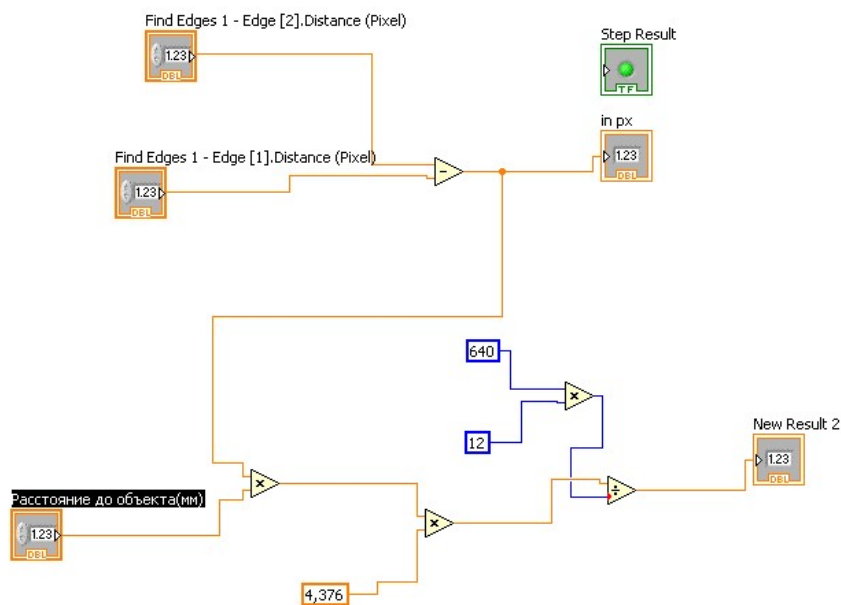 Find Edges 1 - Edge [2].Distance (Pixel)
1.23
DBL
Step Result
TF
in px
1.23
DBL
Find Edges 1 - Edge [1].Distance (Pixel)
1.23
DBL
-
640
x
12
New Result 2
1.23
DBL
Расстояние до объекта(мм)
1.23
DBL
x
x
÷
4,376